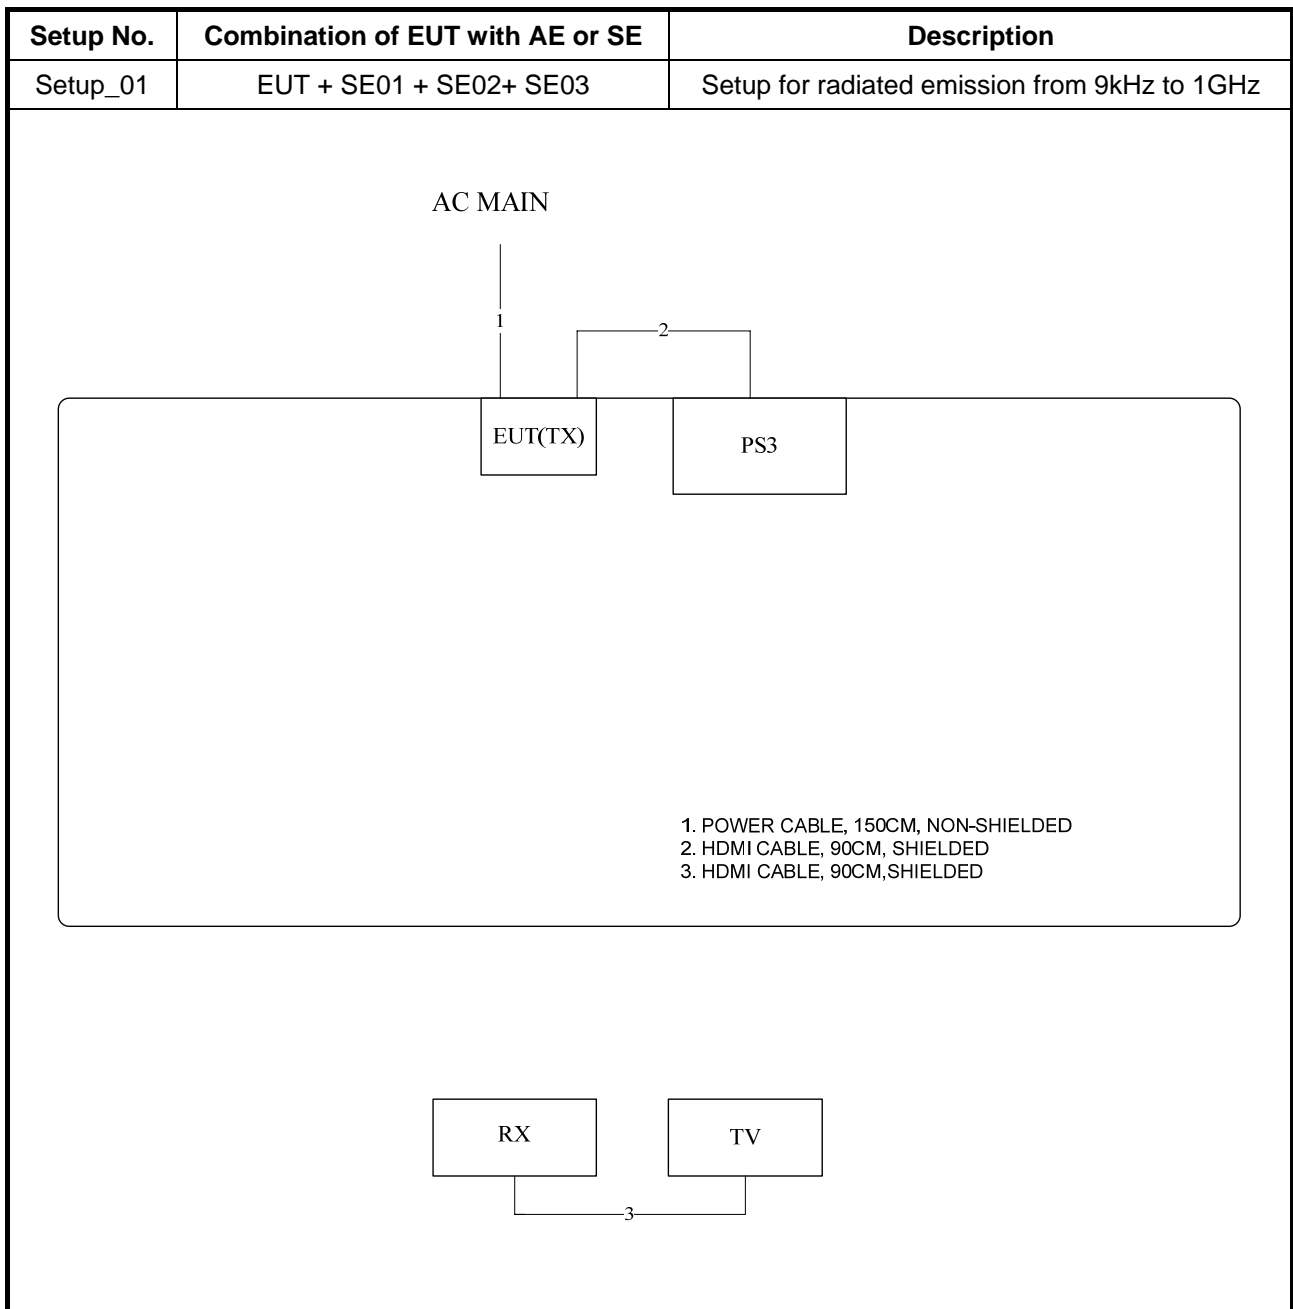 Setup No. Combination of EUT with AE or SE Description
Setup_01 EUT + SE01 + SE02+ SE03 Setup for radiated emission from 9kHz to 1GHz
AC MAIN
1
2
EUT(TX)
PS3
1. POWER CABLE, 150CM, NON-SHIELDED
2. HDMI CABLE, 90CM, SHIELDED
3. HDMI CABLE, 90CM,SHIELDED
RX
TV
3